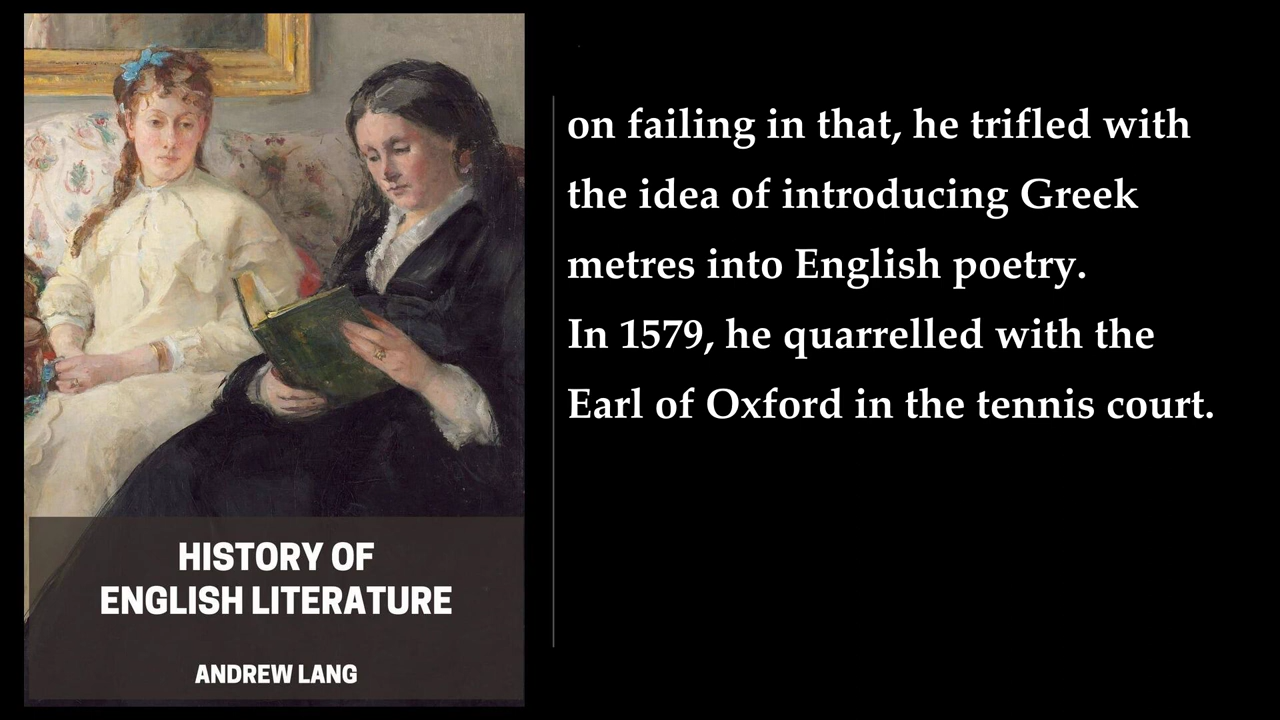 on failing in that, he trifled with
the idea of introducing Greek
metres into English poetry.
In 1579, he quarrelled with the
Earl of Oxford in the tennis court.
HISTORY OF
ENGLISH LITERATURE
ANDREW LANG